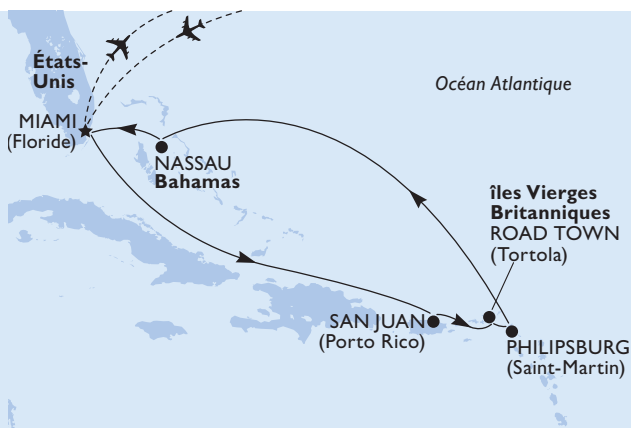 États-
Unis
Océan Atlantique
MIAMI
(Floride)
NASSAU
Bahamas
îles Vierges
Britanniques
ROAD TOWN
(Tortola)
SAN JUAN
(Porto Rico)
PHILIPSBURG
(Saint-Martin)